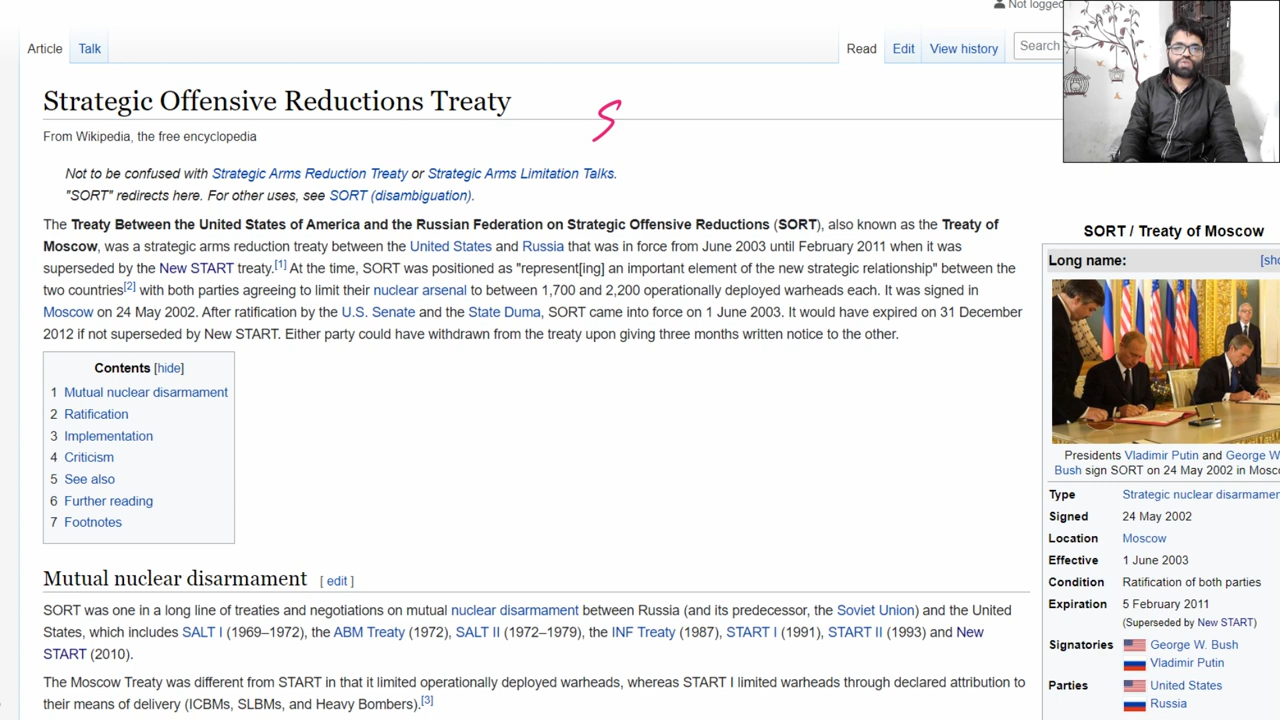 Not logged
Article Talk Read Edit View history Search
Strategic Offensive Reductions Treaty
S
From Wikipedia, the free encyclopedia
Not to be confused with Strategic Arms Reduction Treaty or Strategic Arms Limitation Talks.
"SORT" redirects here. For other uses, see SORT (disambiguation).
The Treaty Between the United States of America and the Russian Federation on Strategic Offensive Reductions (SORT), also known as the Treaty of
Moscow, was a strategic arms reduction treaty between the United States and Russia that was in force from June 2003 until February 2011 when it was
superseded by the New START treaty.[1] At the time, SORT was positioned as "represent[ing] an important element of the new strategic relationship" between the
two countries[2] with both parties agreeing to limit their nuclear arsenal to between 1,700 and 2,200 operationally deployed warheads each. It was signed in
Moscow on 24 May 2002. After ratification by the U.S. Senate and the State Duma, SORT came into force on 1 June 2003. It would have expired on 31 December
2012 if not superseded by New START. Either party could have withdrawn from the treaty upon giving three months written notice to the other.
Contents [hide]
1 Mutual nuclear disarmament
2 Ratification
3 Implementation
4 Criticism
5 See also
6 Further reading
7 Footnotes
Mutual nuclear disarmament [ edit ]
SORT was one in a long line of treaties and negotiations on mutual nuclear disarmament between Russia (and its predecessor, the Soviet Union) and the United
States, which includes SALT I (1969–1972), the ABM Treaty (1972), SALT II (1972–1979), the INF Treaty (1987), START I (1991), START II (1993) and New
START (2010).
The Moscow Treaty was different from START in that it limited operationally deployed warheads, whereas START I limited warheads through declared attribution to
their means of delivery (ICBMs, SLBMs, and Heavy Bombers).[3]
SORT / Treaty of Moscow
Long name: [sho
Presidents Vladimir Putin and George W
Bush sign SORT on 24 May 2002 in Mosc
Type Strategic nuclear disarmamer
Signed 24 May 2002
Location Moscow
Effective 1 June 2003
Condition Ratification of both parties
Expiration 5 February 2011
(Superseded by New START)
Signatories George W. Bush
Vladimir Putin
Parties United States
Russia